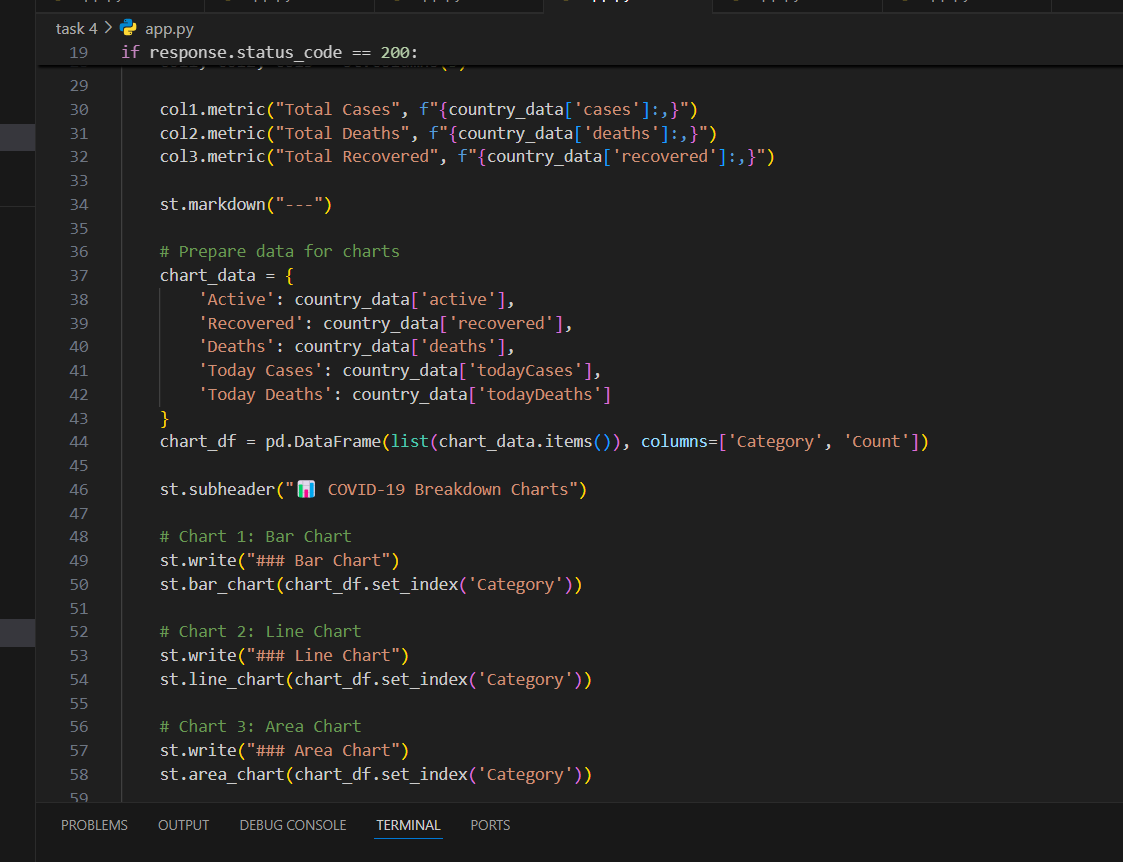 task 4 > app.py
19 if response.status_code == 200:
29
30 col1.metric("Total Cases", f"{country_data['cases']:,}")
31 col2.metric("Total Deaths", f"{country_data['deaths']:,}")
32 col3.metric("Total Recovered", f"{country_data['recovered']:,}")
33
34 st.markdown("---")
35
36 # Prepare data for charts
37 chart_data = {
38 'Active': country_data['active'],
39 'Recovered': country_data['recovered'],
40 'Deaths': country_data['deaths'],
41 'Today Cases': country_data['todayCases'],
42 'Today Deaths': country_data['todayDeaths']
43 }
44 chart_df = pd.DataFrame(list(chart_data.items()), columns=['Category', 'Count'])
45
46 st.subheader("📊 COVID-19 Breakdown Charts")
47
48 # Chart 1: Bar Chart
49 st.write("### Bar Chart")
50 st.bar_chart(chart_df.set_index('Category'))
51
52 # Chart 2: Line Chart
53 st.write("### Line Chart")
54 st.line_chart(chart_df.set_index('Category'))
55
56 # Chart 3: Area Chart
57 st.write("### Area Chart")
58 st.area_chart(chart_df.set_index('Category'))
59
PROBLEMS OUTPUT DEBUG CONSOLE TERMINAL PORTS